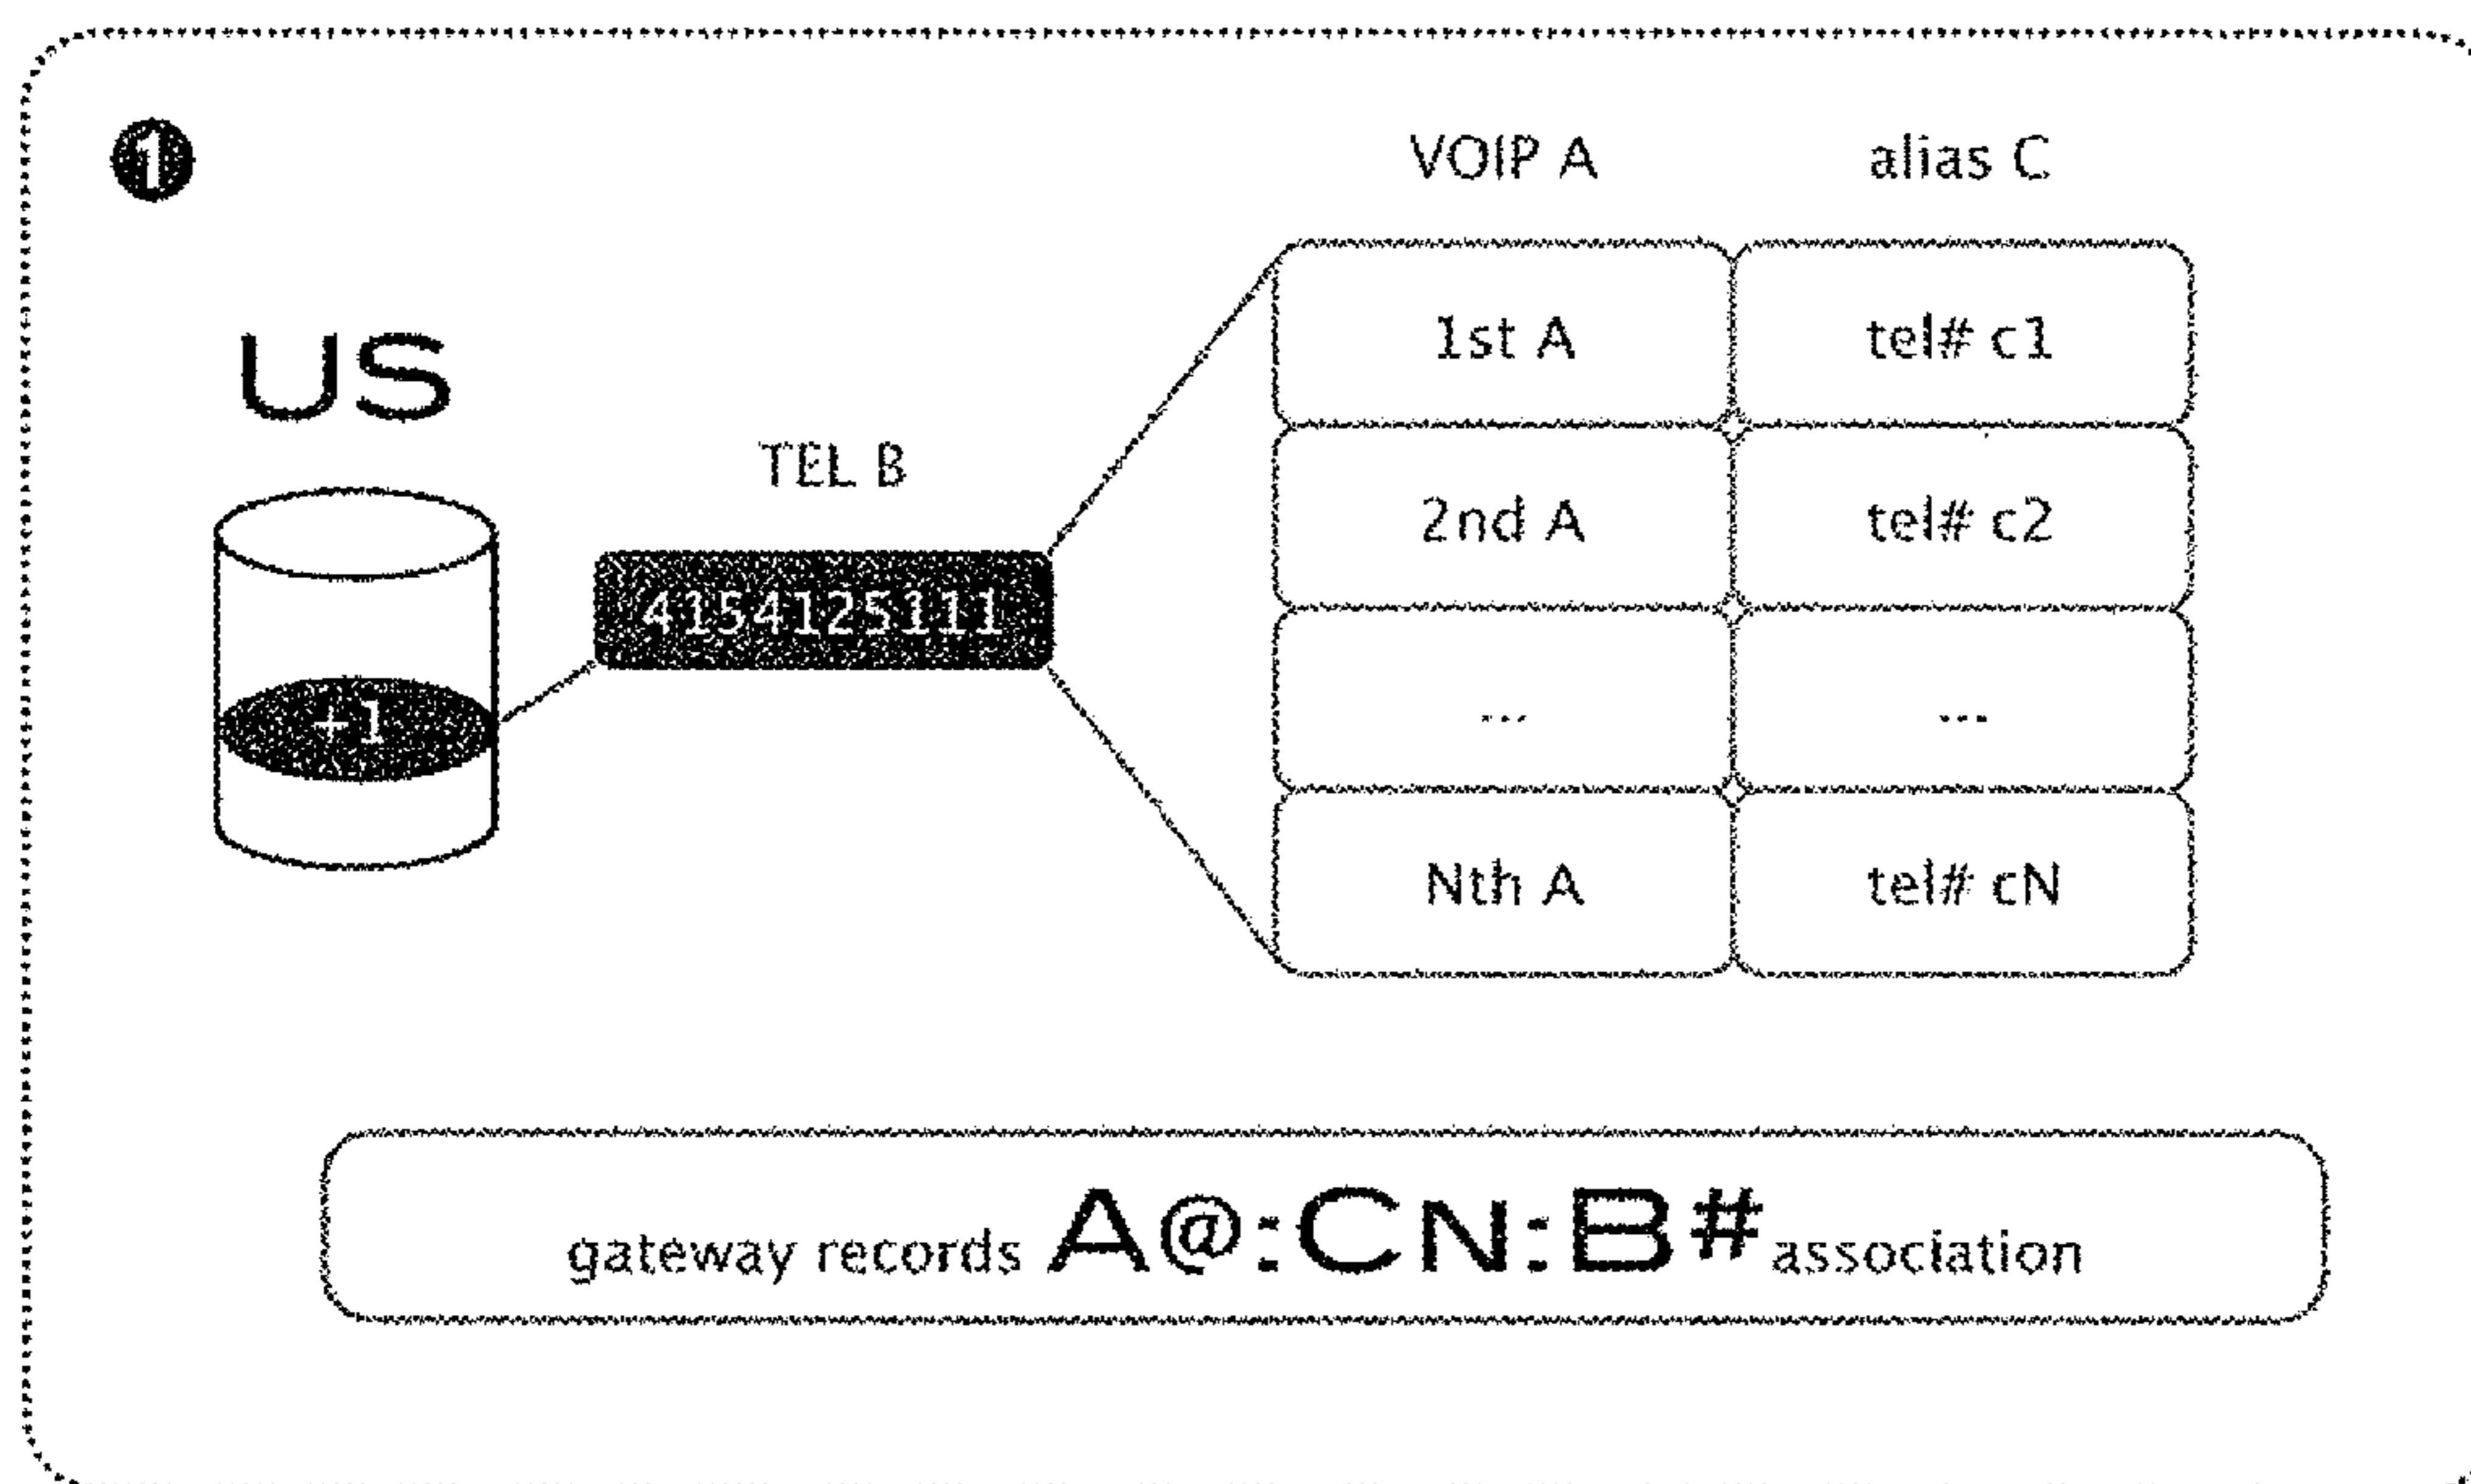 1
VOIP A alias C
US
1st A tel# c1
TEL B
2nd A tel# c2
4154125111
+1
... ...
Nth A tel# cN
gateway records A@:CN:B# association